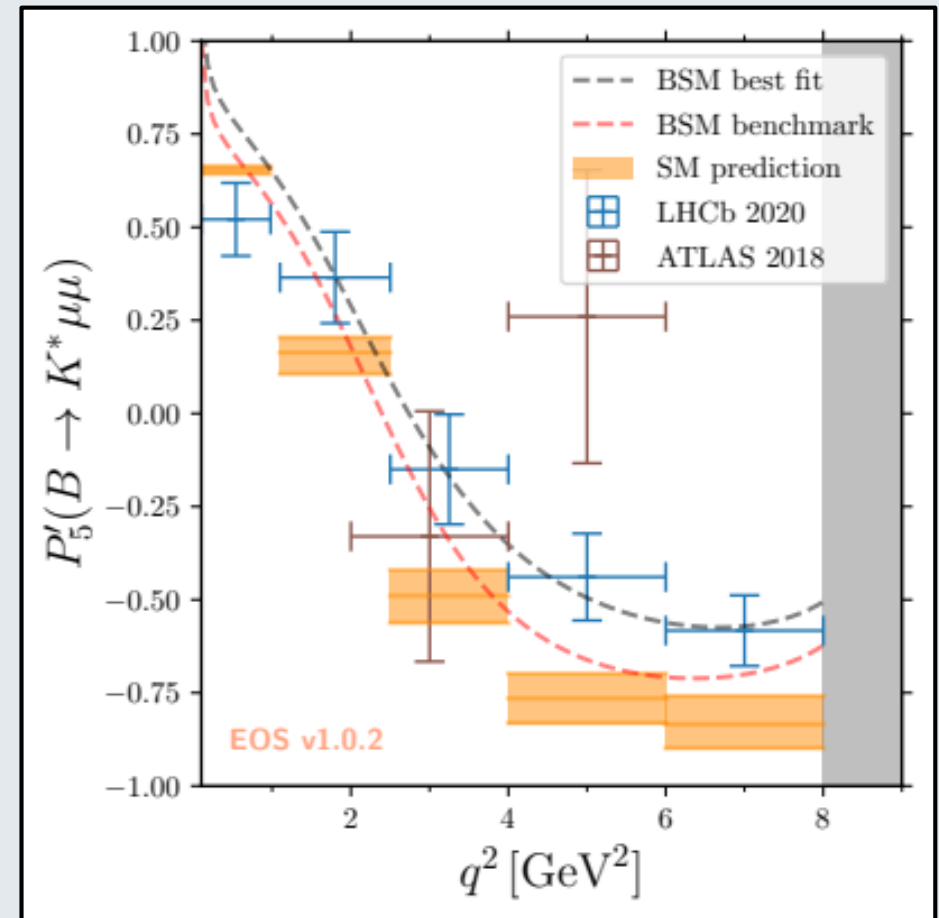 1.00
0.75
0.50
0.25
0.00
−0.25
−0.50
−0.75
−1.00
P′₅(B → K* μμ)
BSM best fit
BSM benchmark
SM prediction
LHCb 2020
ATLAS 2018
EOS v1.0.2
2 4 6 8
q² [GeV²]